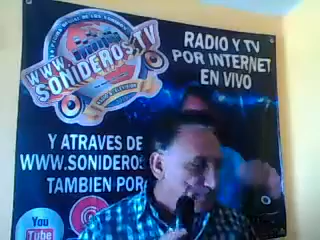 WWW.
SONIDEROS.TV
RADIO Y TV
POR INTERNET
EN VIVO
Y ATRAVES DE
WWW.SONIDEROS
TAMBIEN POR
You
Tube